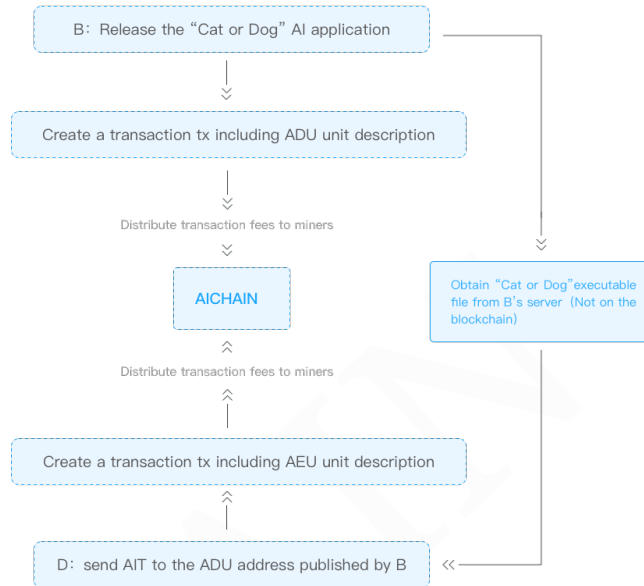 B: Release the “Cat or Dog” AI application
Create a transaction tx including ADU unit description
Distribute transaction fees to miners
AICHAIN
Obtain “Cat or Dog”executable
file from B's server (Not on the
blockchain)
Distribute transaction fees to miners
Create a transaction tx including AEU unit description
D: send AIT to the ADU address published by B